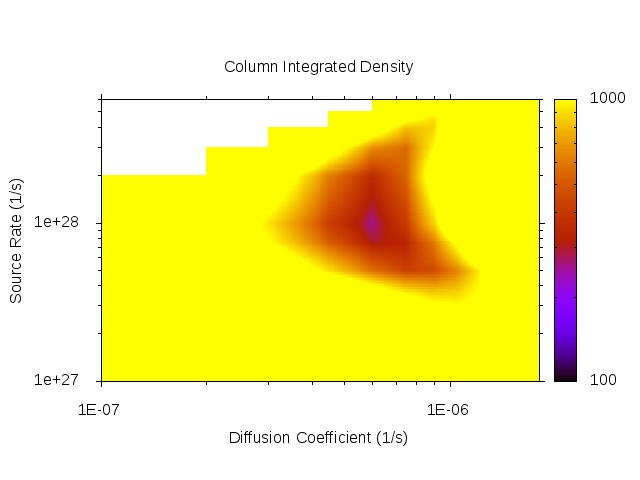 Column Integrated Density
1000
Source Rate (1/s)
1e+28
1e+27
100
1E-07
1E-06
Diffusion Coefficient (1/s)